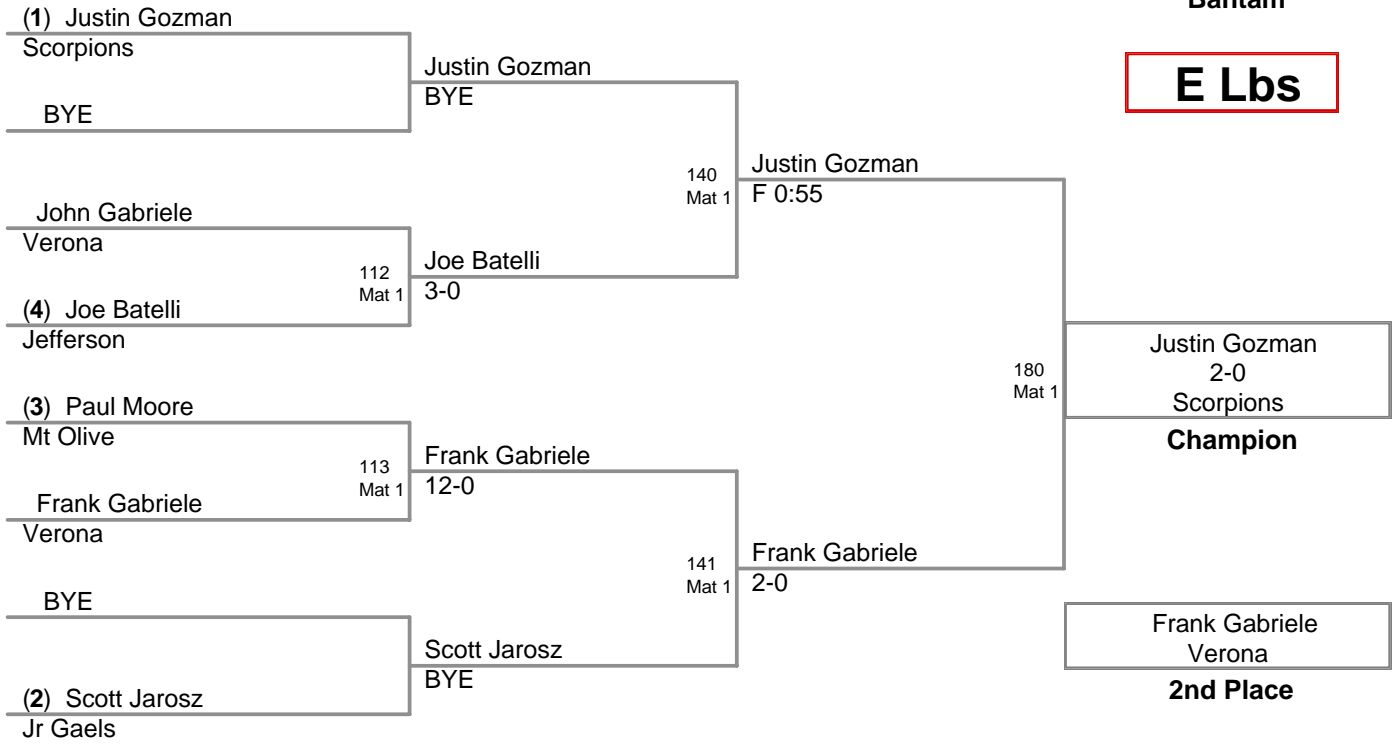 Bantam
E Lbs
(1) Justin Gozman
Scorpions
BYE
John Gabriele
Verona
(4) Joe Batelli
Jefferson
(3) Paul Moore
Mt Olive
Frank Gabriele
Verona
BYE
(2) Scott Jarosz
Jr Gaels
Justin Gozman
BYE
112
Mat 1
Joe Batelli
3-0
113
Mat 1
Frank Gabriele
12-0
Scott Jarosz
BYE
140
Mat 1
Justin Gozman
F 0:55
141
Mat 1
Frank Gabriele
2-0
180
Mat 1
Justin Gozman
2-0
Scorpions
Champion
Frank Gabriele
Verona
2nd Place